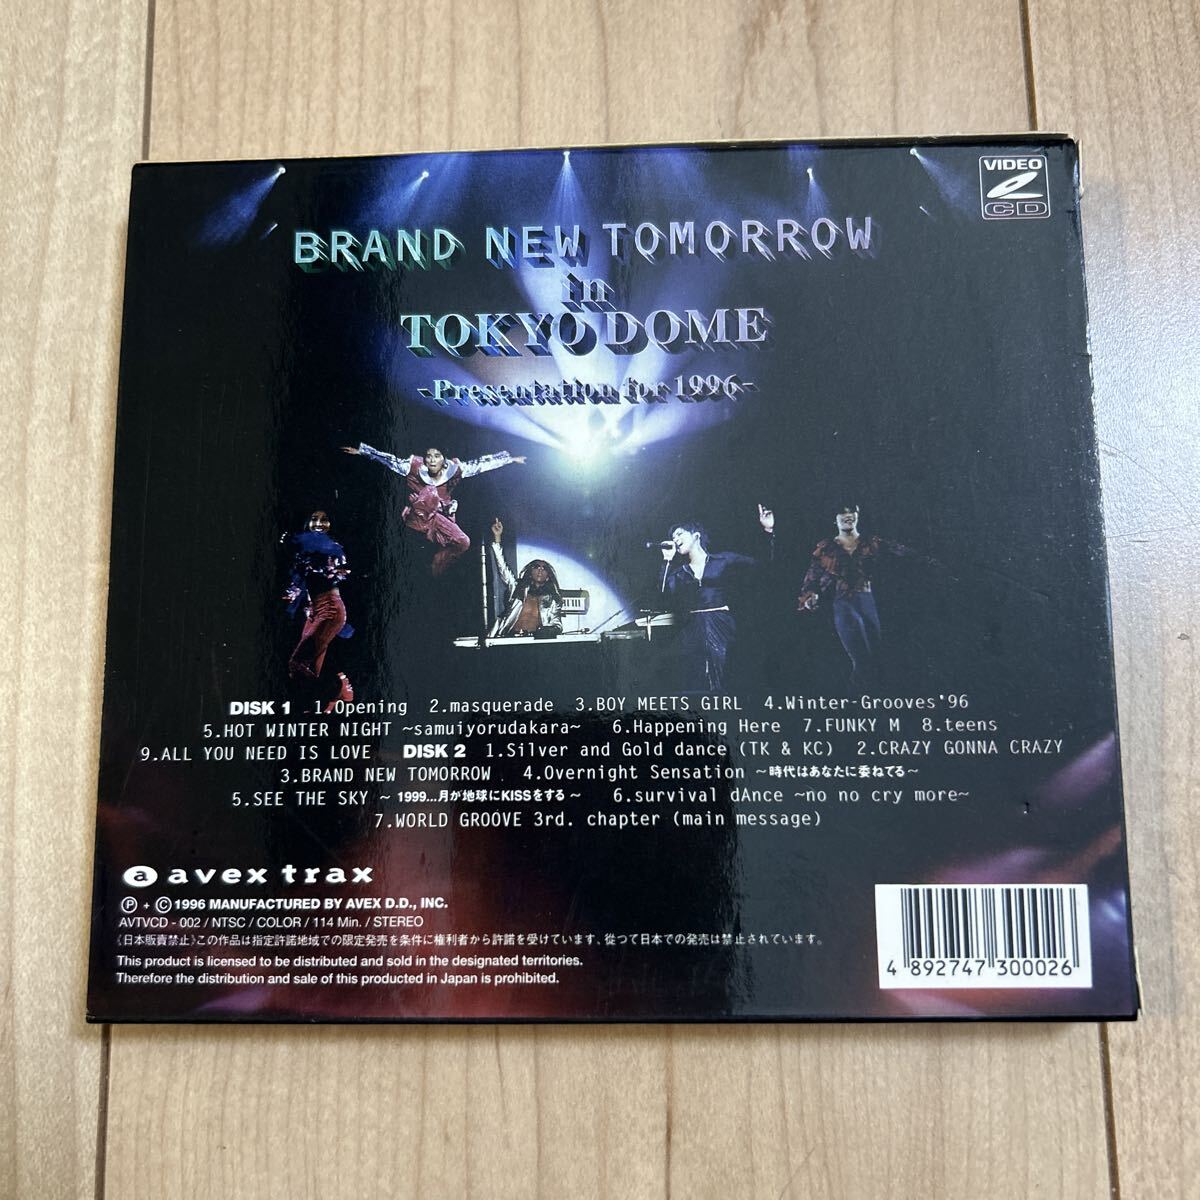 VIDEO
CD
BRAND NEW TOMORROW
in
TOKYO DOME
-Presentation for 1996-
DISK 1 1.Opening 2.masquerade 3.BOY MEETS GIRL 4.Winter-Grooves'96
5.HOT WINTER NIGHT ~samuiyorudakara~ 6.Happening Here 7.FUNKY M 8.teens
9.ALL YOU NEED IS LOVE DISK 2 1.Silver and Gold dance (TK & KC) 2.CRAZY GONNA CRAZY
3.BRAND NEW TOMORROW 4.Overnight Sensation ～時代はあなたに委ねてる～
5.SEE THE SKY ～1999...月が地球にKISSをする～ 6.survival dAnce ~no no cry more~
7.WORLD GROOVE 3rd. chapter (main message)
a avex trax
Ⓟ + © 1996 MANUFACTURED BY AVEX D.D., INC.
AVTVCD - 002 / NTSC / COLOR / 114 Min. / STEREO
《日本販売禁止》この作品は指定許諾地域での限定発売を条件に権利者から許諾を受けています、従つて日本での発売は禁止されています。
This product is licensed to be distributed and sold in the designated territories.
Therefore the distribution and sale of this producted in Japan is prohibited.
4 892747 300026